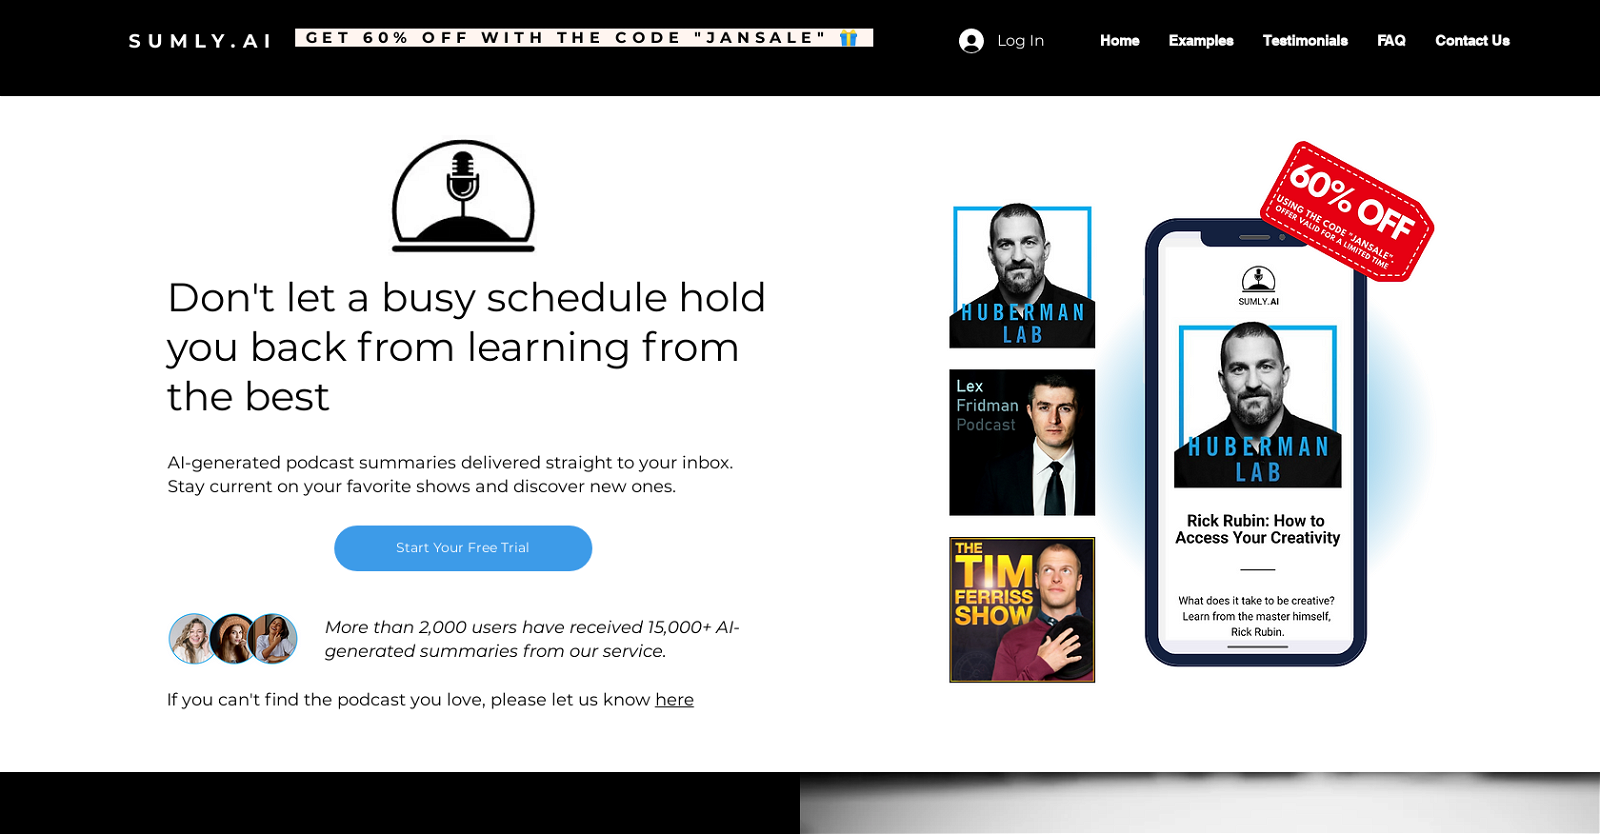 SUMLY.AI
GET 60% OFF WITH THE CODE "JANSALE"
Log In
Home
Examples
Testimonials
FAQ
Contact Us
Don't let a busy schedule hold
you back from learning from
the best
AI-generated podcast summaries delivered straight to your inbox.
Stay current on your favorite shows and discover new ones.
Start Your Free Trial
More than 2,000 users have received 15,000+ AI-
generated summaries from our service.
If you can't find the podcast you love, please let us know here
HUBERMAN
LAB
Lex
Fridman
Podcast
THE
TIM
FERRISS
SHOW
60% OFF
USING THE CODE "JANSALE".
OFFER VALID FOR A LIMITED TIME
SUMLY.AI
HUBERMAN
LAB
Rick Rubin: How to
Access Your Creativity
What does it take to be creative?
Learn from the master himself,
Rick Rubin.